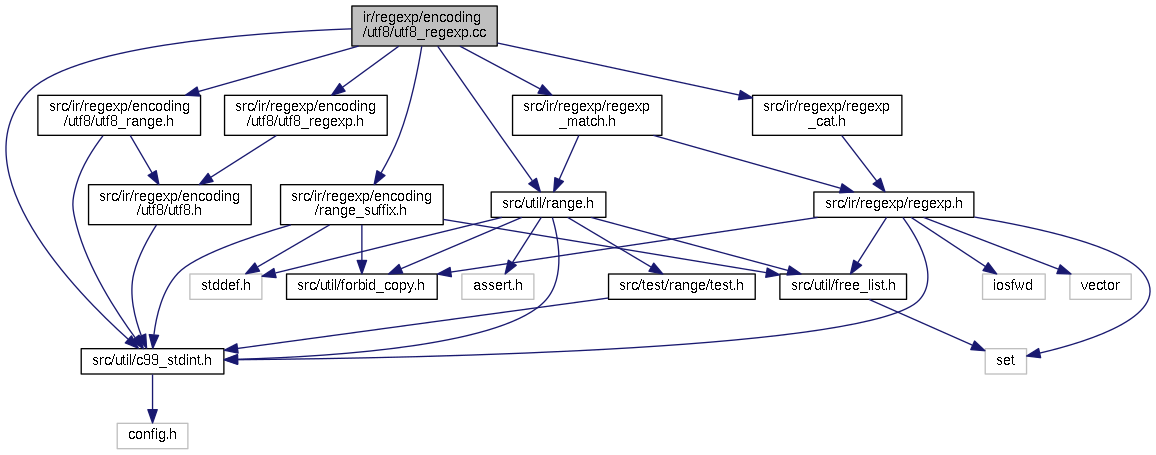 ir/regexp/encoding
/utf8/utf8_regexp.cc
src/ir/regexp/encoding
/utf8/utf8_range.h
src/ir/regexp/encoding
/utf8/utf8_regexp.h
src/ir/regexp/regexp
_match.h
src/ir/regexp/regexp
_cat.h
src/ir/regexp/encoding
/utf8/utf8.h
src/ir/regexp/encoding
/range_suffix.h
src/util/range.h
src/ir/regexp/regexp.h
stddef.h
src/util/forbid_copy.h
assert.h
src/test/range/test.h
src/util/free_list.h
iosfwd
vector
src/util/c99_stdint.h
set
config.h